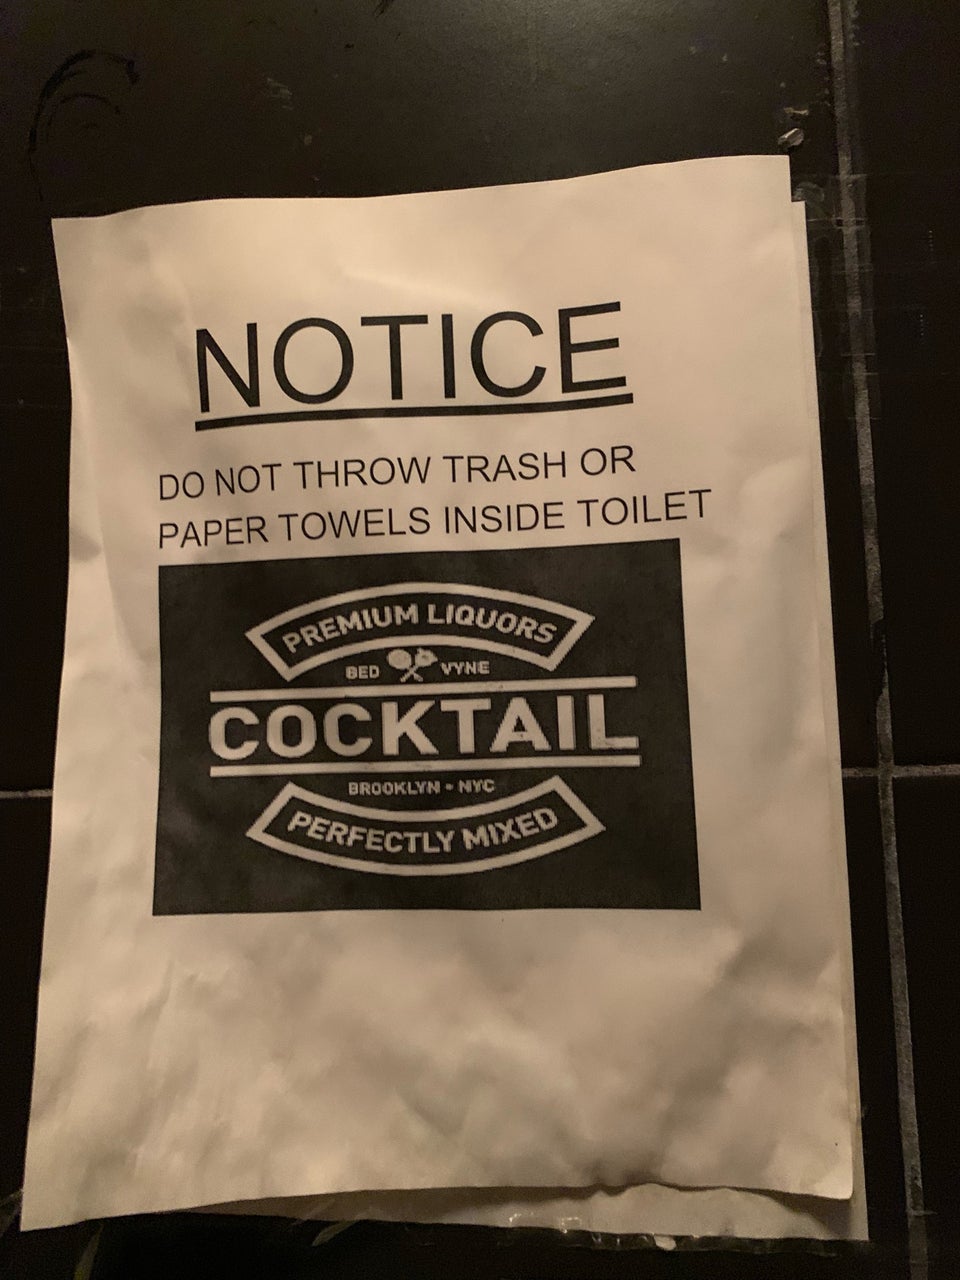 NOTICE
DO NOT THROW TRASH OR
PAPER TOWELS INSIDE TOILET
PREMIUM LIQUORS
BED VYNE
COCKTAIL
BROOKLYN • NYC
PERFECTLY MIXED